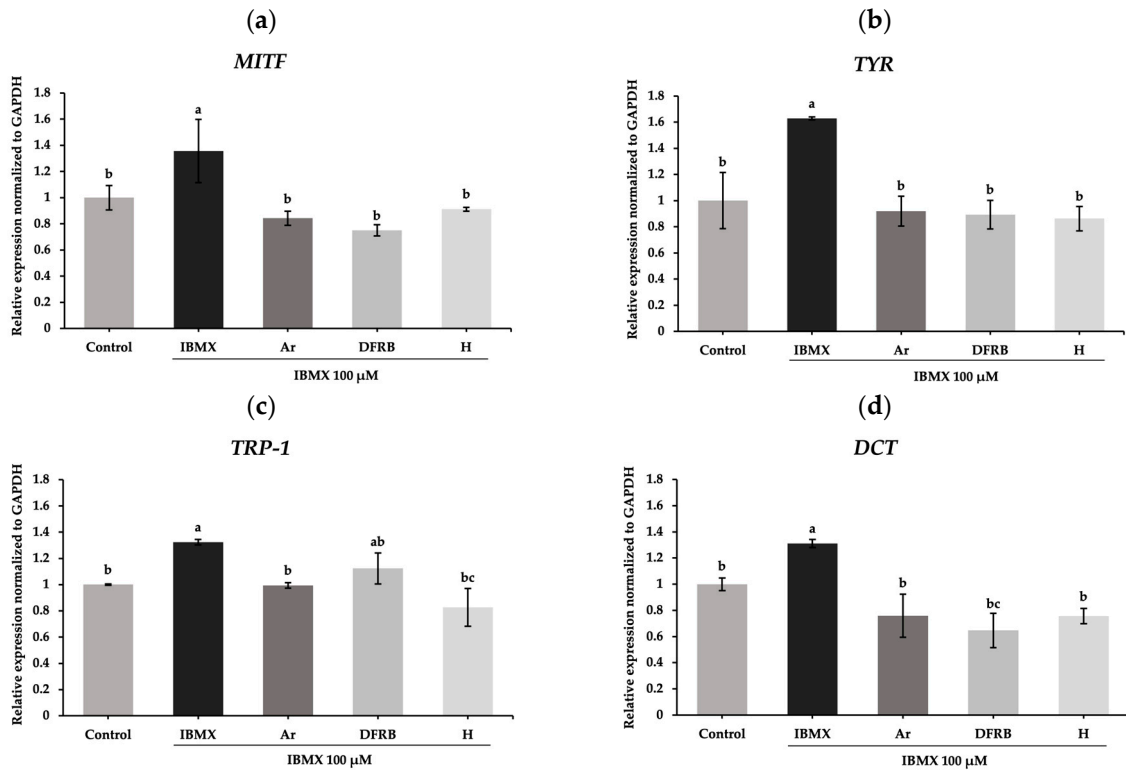 (a)
MITF
Relative expression normalized to GAPDH
1.8
1.6
1.4
1.2
1
0.8
0.6
0.4
0.2
0
b
a
b
b
b
Control
IBMX
Ar
DFRB
H
IBMX 100 µM
(b)
TYR
Relative expression normalized to GAPDH
1.8
1.6
1.4
1.2
1
0.8
0.6
0.4
0.2
0
b
a
b
b
b
Control
IBMX
Ar
DFRB
H
IBMX 100 µM
(c)
TRP-1
Relative expression normalized to GAPDH
1.8
1.6
1.4
1.2
1
0.8
0.6
0.4
0.2
0
b
a
b
ab
bc
Control
IBMX
Ar
DFRB
H
IBMX 100 µM
(d)
DCT
Relative expression normalized to GAPDH
1.8
1.6
1.4
1.2
1
0.8
0.6
0.4
0.2
0
b
a
b
bc
b
Control
IBMX
Ar
DFRB
H
IBMX 100 µM